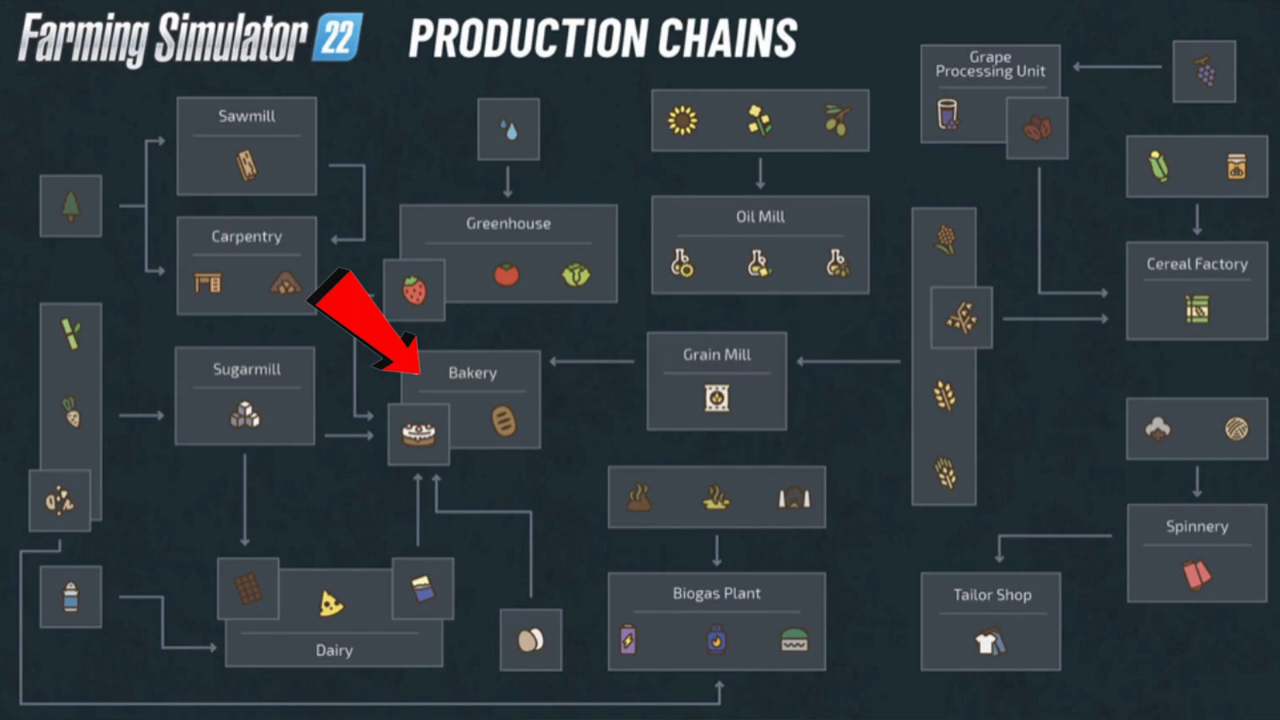 Farming Simulator 22
PRODUCTION CHAINS
Grape
Processing Unit
Sawmill
Greenhouse
Oil Mill
Carpentry
Cereal Factory
Sugarmill
Bakery
Grain Mill
Spinnery
Biogas Plant
Tailor Shop
Dairy